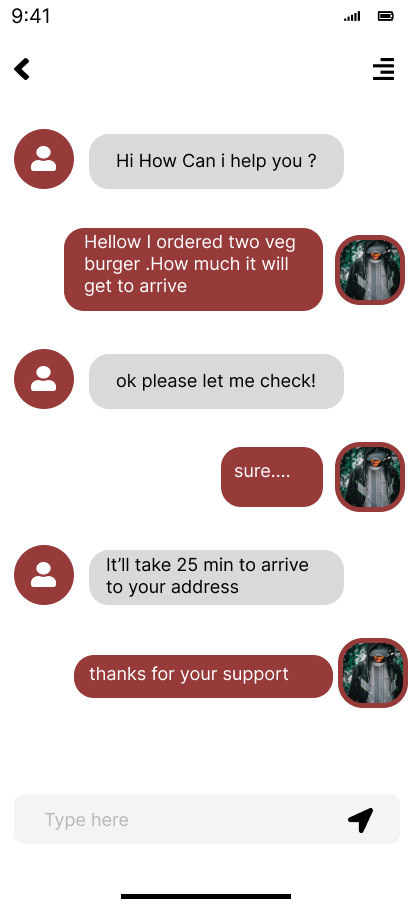 9:41
Hi How Can i help you ?
Hellow I ordered two veg
burger .How much it will
get to arrive
ok please let me check!
sure....
It’ll take 25 min to arrive
to your address
thanks for your support
Type here